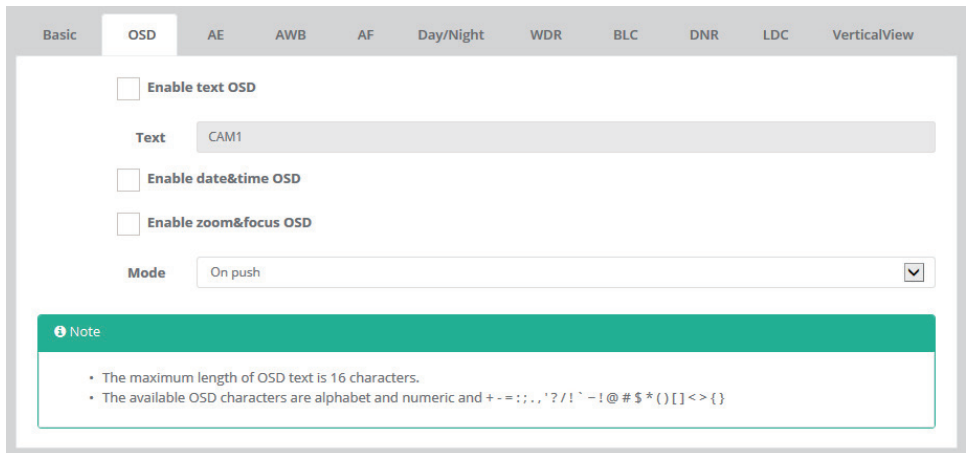 Basic OSD AE AWB AF Day/Night WDR BLC DNR LDC VerticalView
Enable text OSD
Text CAM1
Enable date&time OSD
Enable zoom&focus OSD
Mode On push
Note
• The maximum length of OSD text is 16 characters.
• The available OSD characters are alphabet and numeric and + - = : ; . , ' ? / ! ` ~ ! @ # $ * ( ) [ ] < > { }